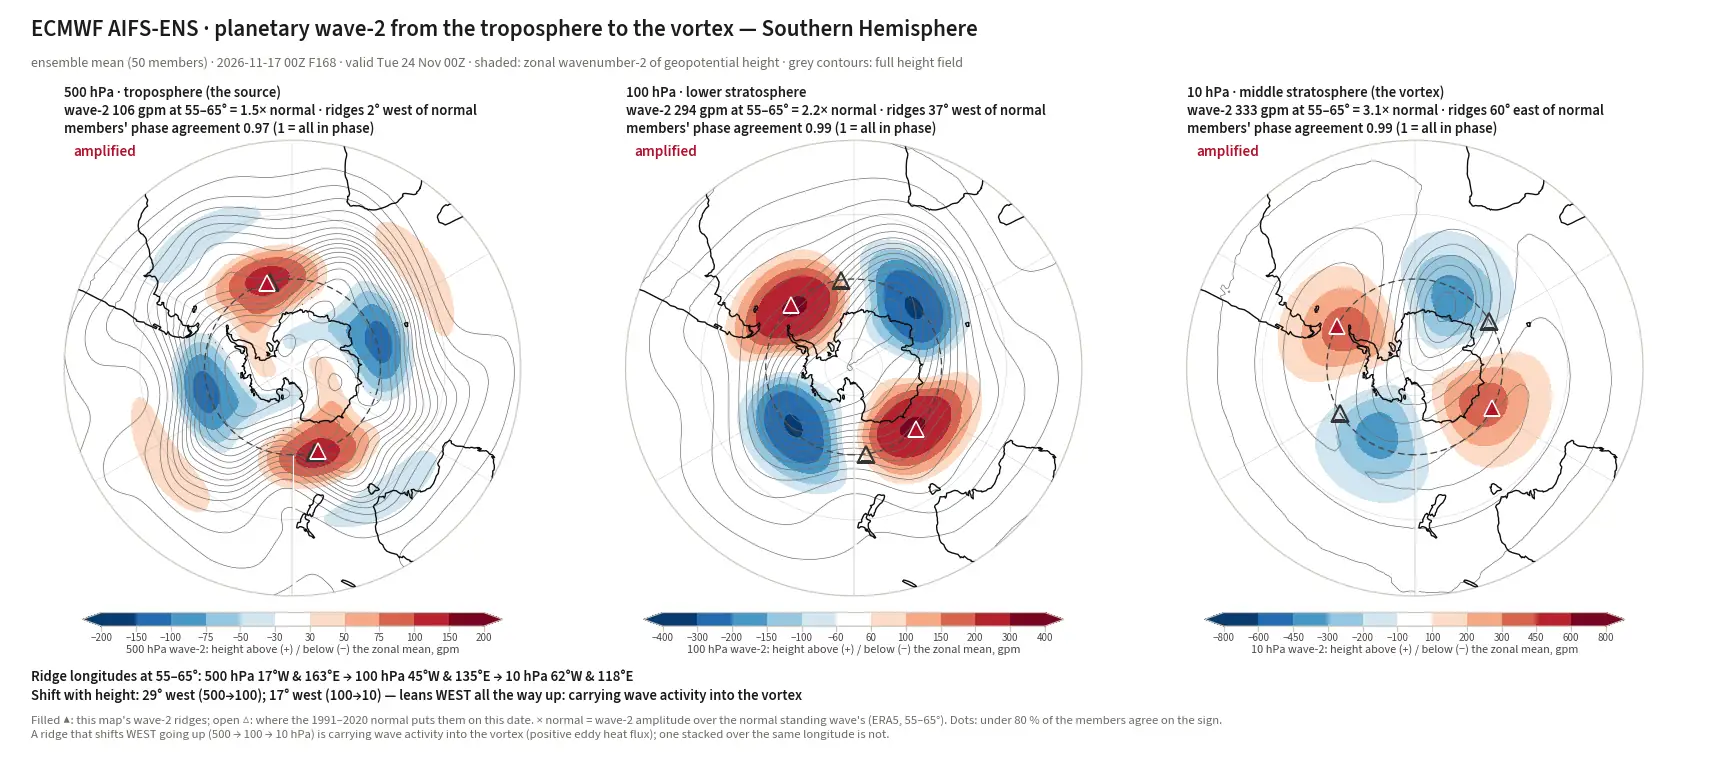 ECMWF AIFS-ENS · planetary wave-2 from the troposphere to the vortex — Southern Hemisphere
ensemble mean (50 members) · 2026-11-17 00Z F168 · valid Tue 24 Nov 00Z · shaded: zonal wavenumber-2 of geopotential height · grey contours: full height field
500 hPa · troposphere (the source)
wave-2 106 gpm at 55–65° = 1.5× normal · ridges 2° west of normal
members' phase agreement 0.97 (1 = all in phase)
amplified
100 hPa · lower stratosphere
wave-2 294 gpm at 55–65° = 2.2× normal · ridges 37° west of normal
members' phase agreement 0.99 (1 = all in phase)
amplified
10 hPa · middle stratosphere (the vortex)
wave-2 333 gpm at 55–65° = 3.1× normal · ridges 60° east of normal
members' phase agreement 0.99 (1 = all in phase)
amplified
−200 −150 −100 −75 −50 −30 30 50 75 100 150 200
500 hPa wave-2: height above (+) / below (−) the zonal mean, gpm
−400 −300 −200 −150 −100 −60 60 100 150 200 300 400
100 hPa wave-2: height above (+) / below (−) the zonal mean, gpm
−800 −600 −450 −300 −200 −100 100 200 300 450 600 800
10 hPa wave-2: height above (+) / below (−) the zonal mean, gpm
Ridge longitudes at 55–65°: 500 hPa 17°W & 163°E → 100 hPa 45°W & 135°E → 10 hPa 62°W & 118°E
Shift with height: 29° west (500→100); 17° west (100→10) — leans WEST all the way up: carrying wave activity into the vortex
Filled ▲: this map's wave-2 ridges; open △: where the 1991–2020 normal puts them on this date. × normal = wave-2 amplitude over the normal standing wave's (ERA5, 55–65°). Dots: under 80 % of the members agree on the sign.
A ridge that shifts WEST going up (500 → 100 → 10 hPa) is carrying wave activity into the vortex (positive eddy heat flux); one stacked over the same longitude is not.